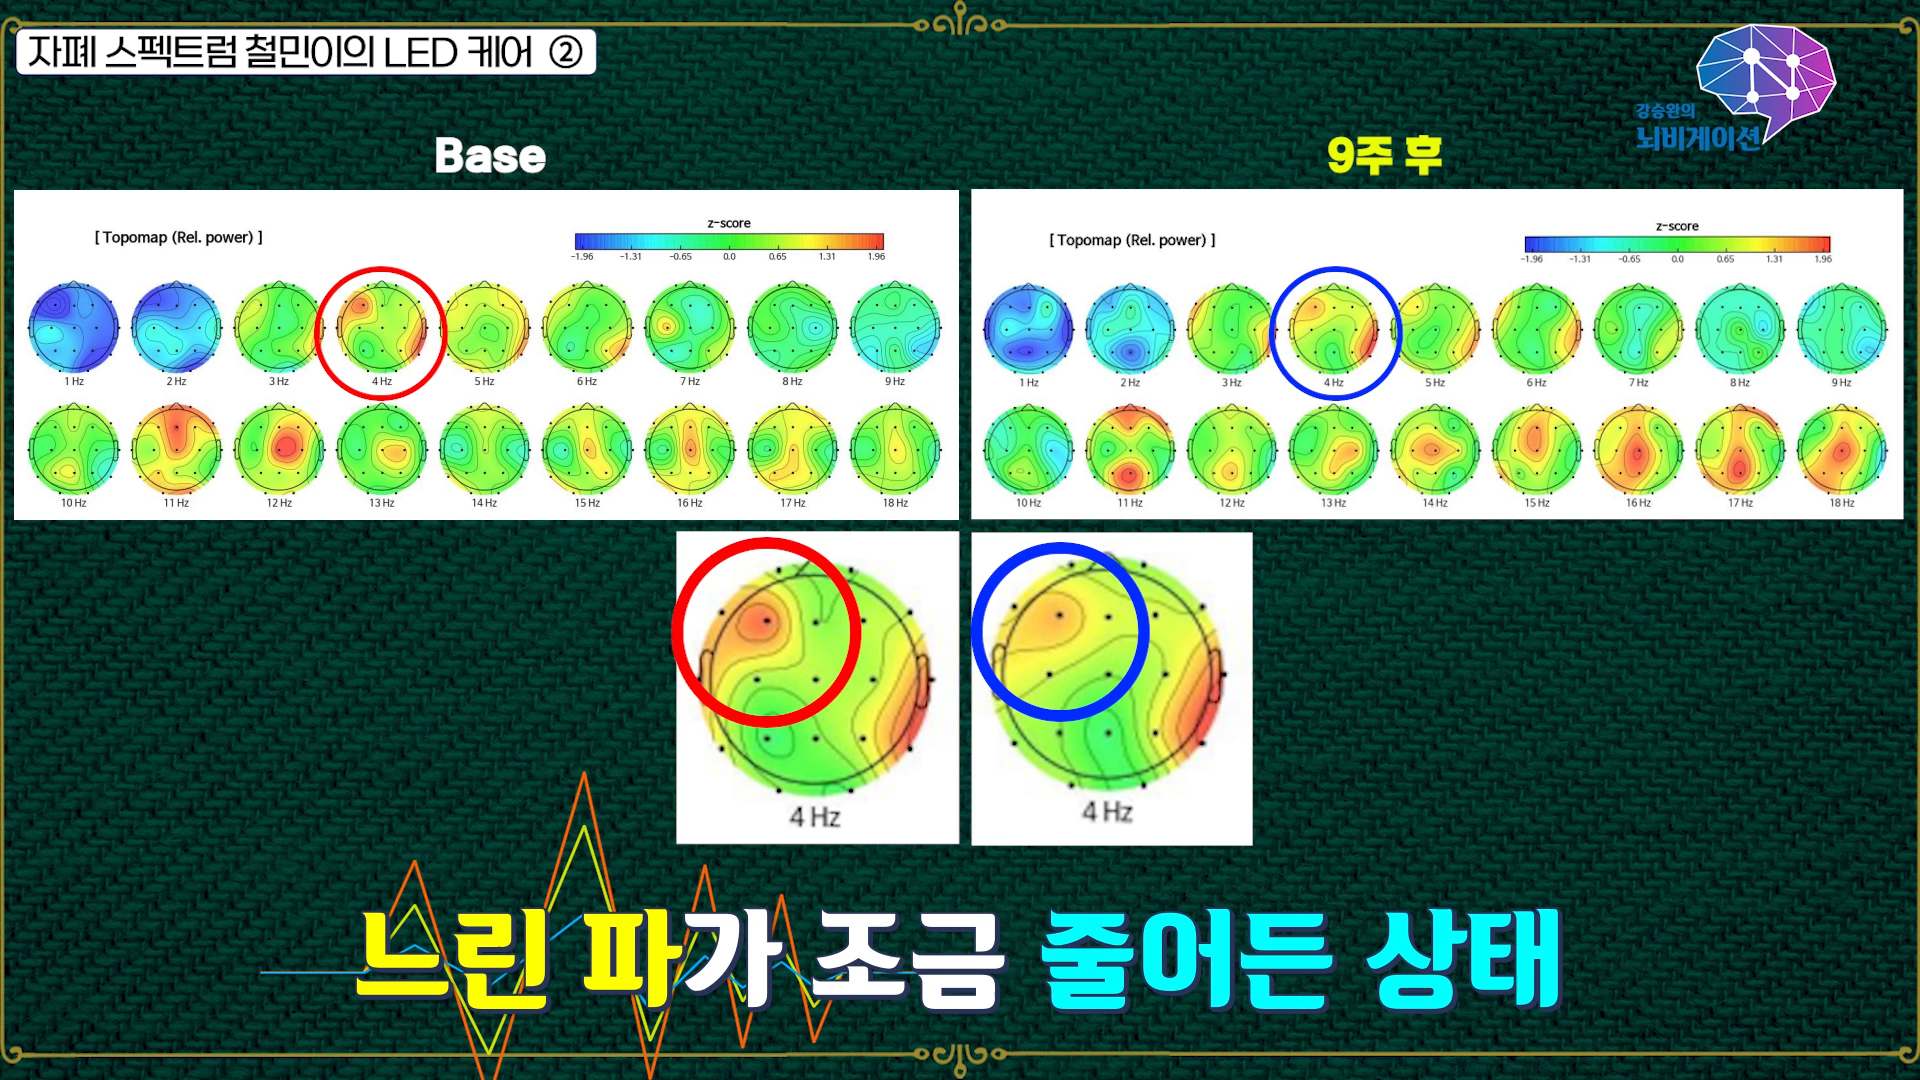 자폐 스펙트럼 철민이의 LED 케어 ②
강승완의
뇌비게이션
Base
9주 후
[ Topomap (Rel. power) ]
z-score
-1.96 -1.31 -0.65 0.0 0.65 1.31 1.96
1 Hz 2 Hz 3 Hz 4 Hz 5 Hz 6 Hz 7 Hz 8 Hz 9 Hz
10 Hz 11 Hz 12 Hz 13 Hz 14 Hz 15 Hz 16 Hz 17 Hz 18 Hz
[ Topomap (Rel. power) ]
z-score
-1.96 -1.31 -0.65 0.0 0.65 1.31 1.96
1 Hz 2 Hz 3 Hz 4 Hz 5 Hz 6 Hz 7 Hz 8 Hz 9 Hz
10 Hz 11 Hz 12 Hz 13 Hz 14 Hz 15 Hz 16 Hz 17 Hz 18 Hz
4 Hz
4 Hz
느린 파가 조금 줄어든 상태